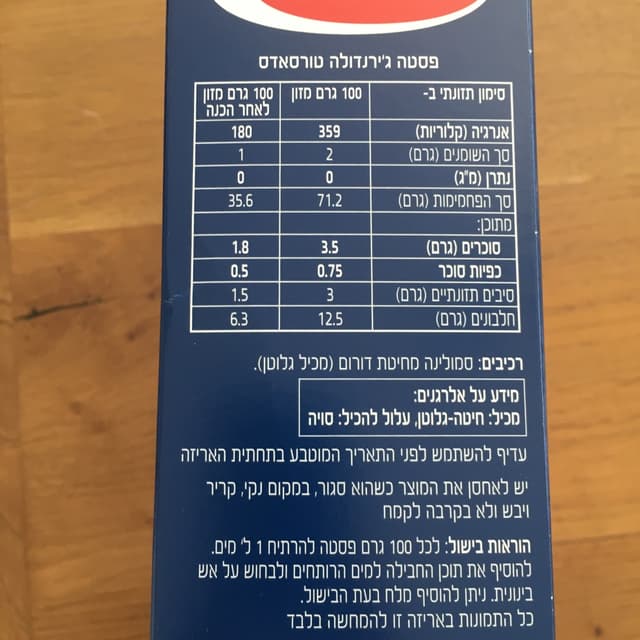 פסטה ג'ירנדולה טורסאדס
סימון תזונתי ב- 100 גרם מזון 100 גרם מזון
לאחר הכנה
אנרגיה (קלוריות) 359 180
סך השומנים (גרם) 2 1
נתרן (מ"ג) 0 0
סך הפחמימות (גרם) 71.2 35.6
מתוכן:
סוכרים (גרם) 3.5 1.8
כפיות סוכר 0.75 0.5
סיבים תזונתיים (גרם) 3 1.5
חלבונים (גרם) 12.5 6.3
רכיבים: סמולינה מחיטת דורום (מכיל גלוטן).
מידע על אלרגנים:
מכיל: חיטה-גלוטן, עלול להכיל: סויה
עדיף להשתמש לפני התאריך המוטבע בתחתית האריזה
יש לאחסן את המוצר כשהוא סגור, במקום נקי, קריר
ויבש ולא בקרבה לקמח
הוראות בישול: לכל 100 גרם פסטה להרתיח 1 ל' מים.
להוסיף את תוכן החבילה למים הרותחים ולבחוש על אש
בינונית. ניתן להוסיף מלח בעת הבישול.
כל התמונות באריזה זו להמחשה בלבד